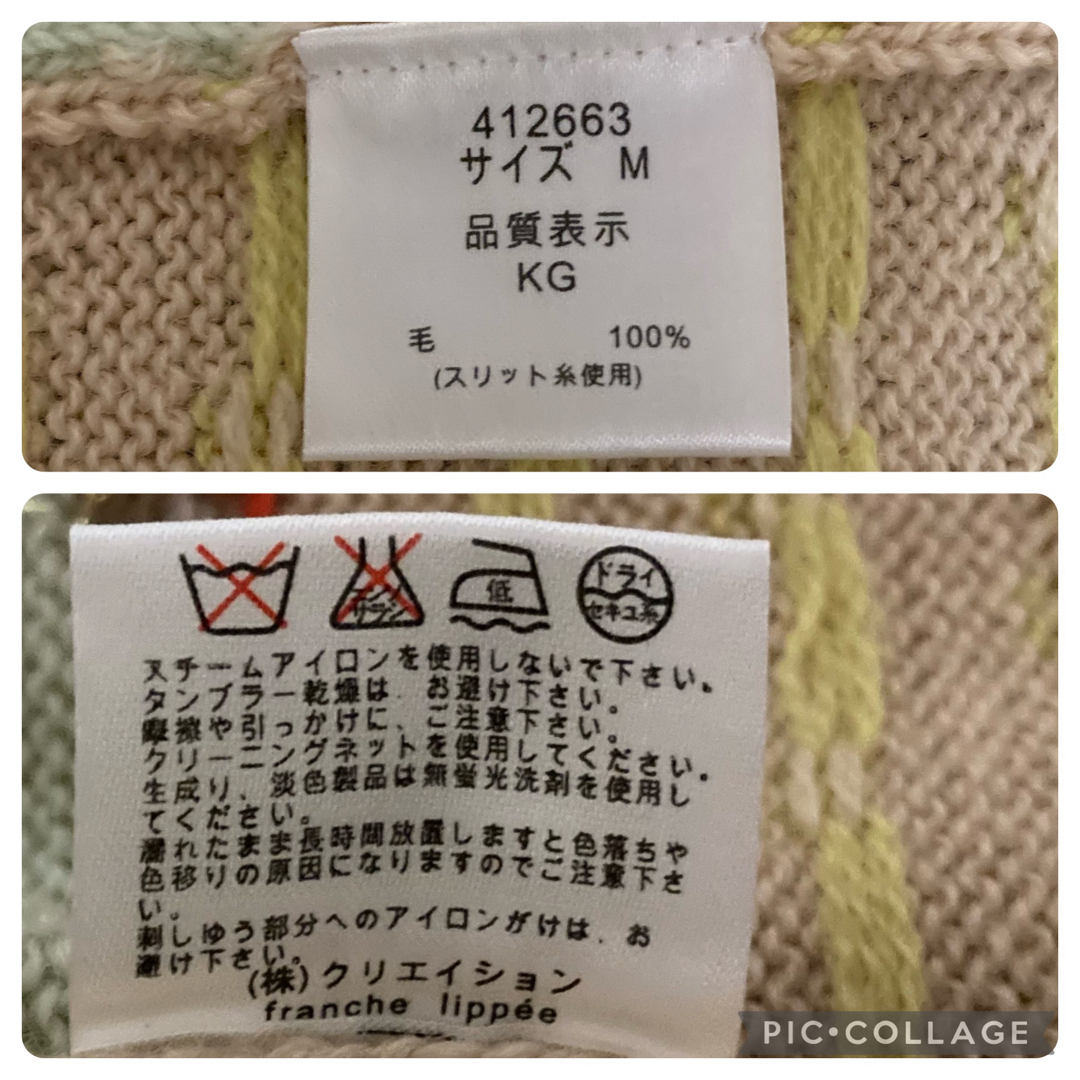 412663
サイズ M
品質表示
KG
毛 100%
(スリット糸使用)
低
ドライ
セキユ系
スチームアイロンを使用しないで下さい。
タンブラー乾燥は、お避け下さい。
摩擦や引っかけに、ご注意下さい。
クリーニングネットを使用してください。
生成り、淡色製品は無蛍光洗剤を使用し
てください。
濡れたまま長時間放置しますと色落ちや
色移りの原因になりますのでご注意下さ
い。
刺しゅう部分へのアイロンがけは、お
避け下さい。
(株)クリエイション
franche lippée
PIC•COLLAGE